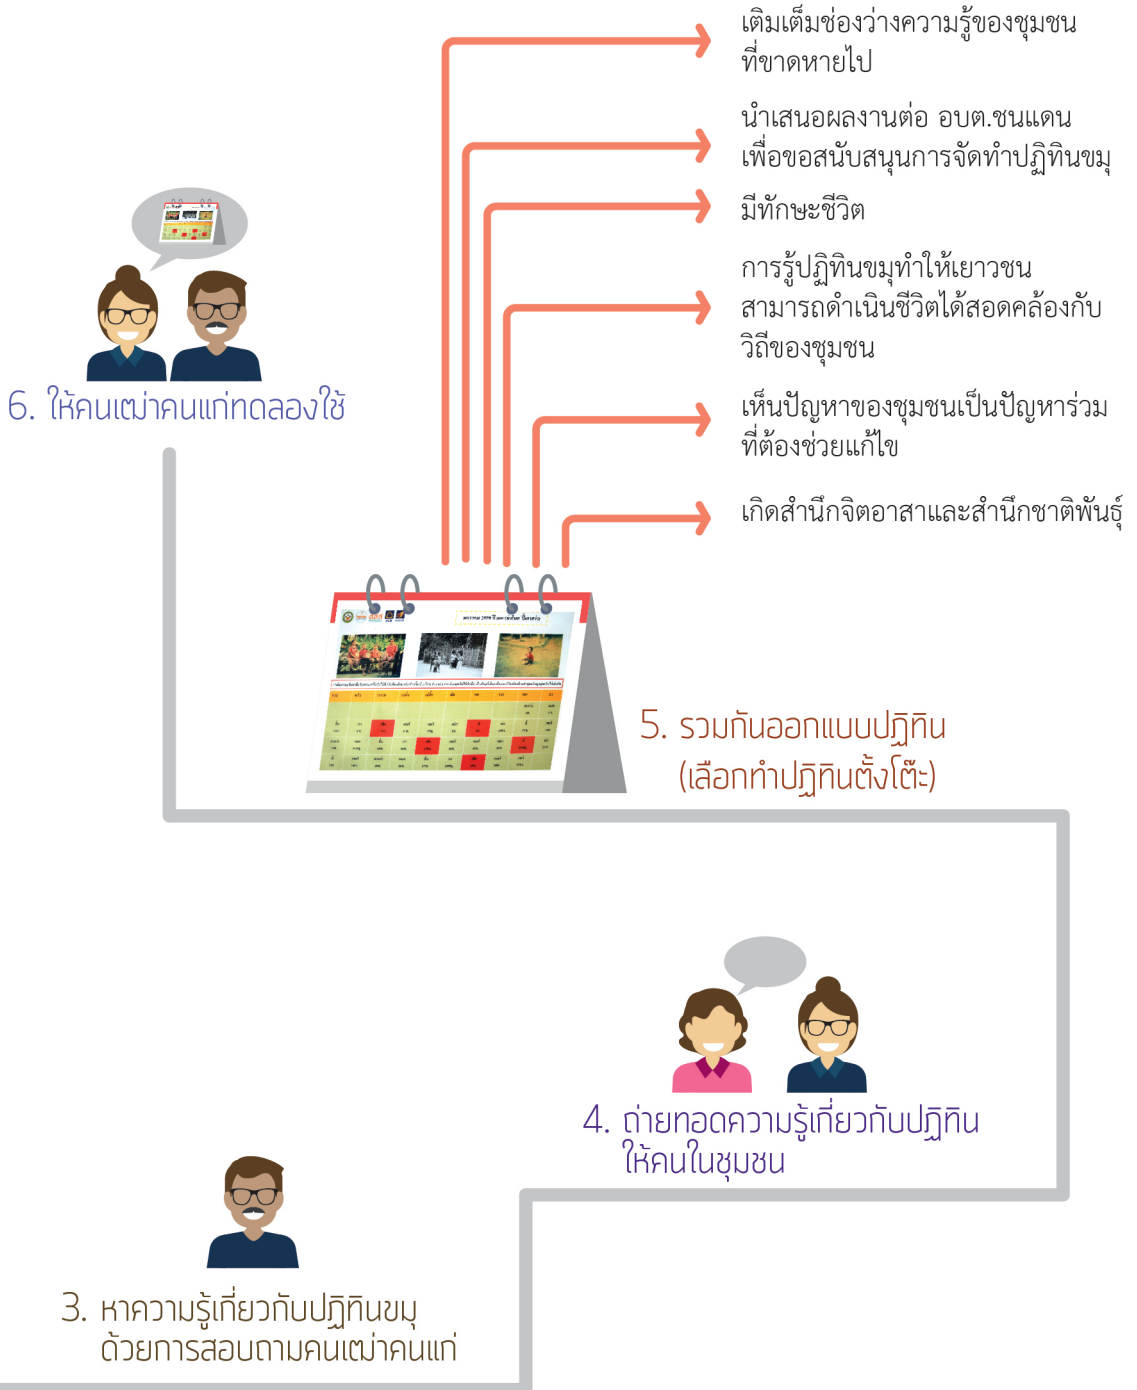 เติมเต็มช่องว่างความรู้ของชุมชน
ที่ขาดหายไป
นำเสนอผลงานต่อ อบต.ชนแดน
เพื่อขอสนับสนุนการจัดทำปฏิทินขมุ
มีทักษะชีวิต
การรู้ปฏิทินขมุทำให้เยาวชน
สามารถดำเนินชีวิตได้สอดคล้องกับ
วิถีของชุมชน
เห็นปัญหาของชุมชนเป็นปัญหาร่วม
ที่ต้องช่วยแก้ไข
เกิดสำนึกจิตอาสาและสำนึกชาติพันธุ์
6. ให้คนเฒ่าคนแก่ทดลองใช้
5. รวมกันออกแบบปฏิทิน
(เลือกทำปฏิทินตั้งโต๊ะ)
4. ถ่ายทอดความรู้เกี่ยวกับปฏิทิน
ให้คนในชุมชน
3. หาความรู้เกี่ยวกับปฏิทินขมุ
ด้วยการสอบถามคนเฒ่าคนแก่